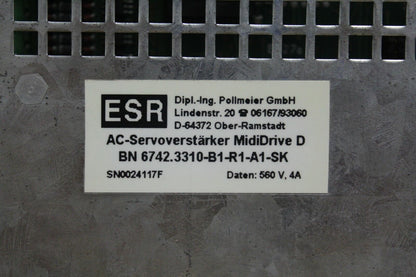 ESR Dipl.-Ing. Pollmeier GmbH
Lindenstr. 20 ☎ 06167/93060
D-64372 Ober-Ramstadt
AC-Servoverstärker MidiDrive D
BN 6742.3310-B1-R1-A1-SK
SN0024117F Daten: 560 V, 4A